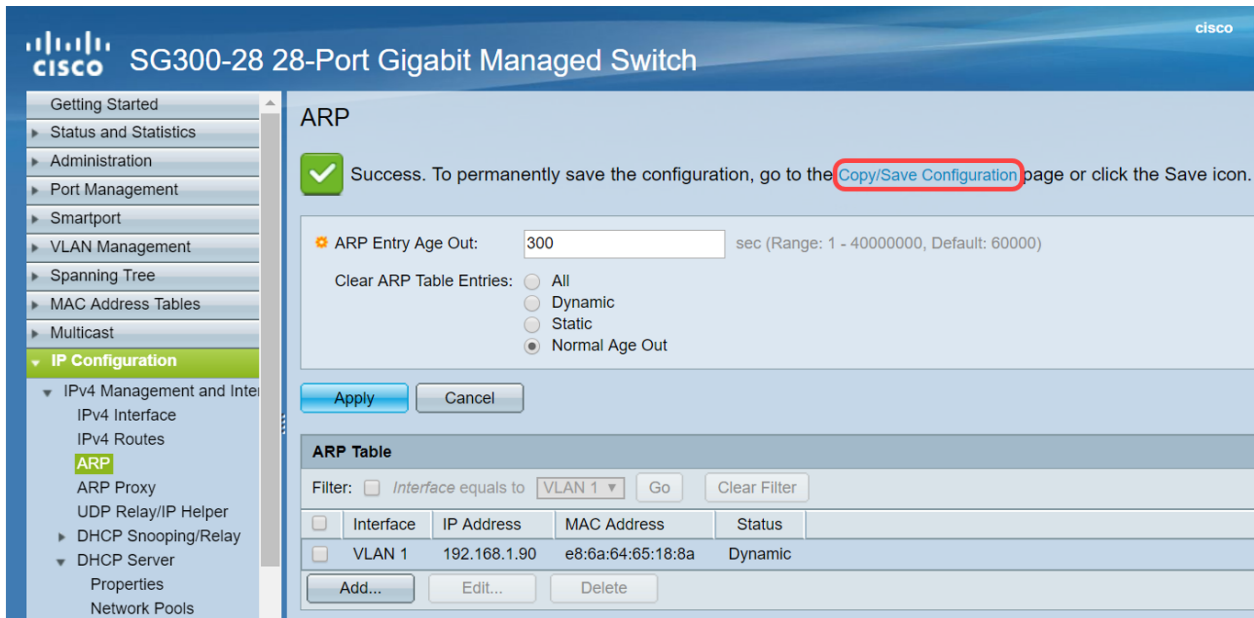 cisco
CISCO SG300-28 28-Port Gigabit Managed Switch
Getting Started
Status and Statistics
Administration
Port Management
Smartport
VLAN Management
Spanning Tree
MAC Address Tables
Multicast
IP Configuration
IPv4 Management and Inter
IPv4 Interface
IPv4 Routes
ARP
ARP Proxy
UDP Relay/IP Helper
DHCP Snooping/Relay
DHCP Server
Properties
Network Pools
ARP
Success. To permanently save the configuration, go to the Copy/Save Configuration page or click the Save icon.
ARP Entry Age Out: 300 sec (Range: 1 - 40000000, Default: 60000)
Clear ARP Table Entries: All
Dynamic
Static
Normal Age Out
Apply Cancel
ARP Table
Filter: Interface equals to VLAN 1 Go Clear Filter
Interface IP Address MAC Address Status
VLAN 1 192.168.1.90 e8:6a:64:65:18:8a Dynamic
Add... Edit... Delete